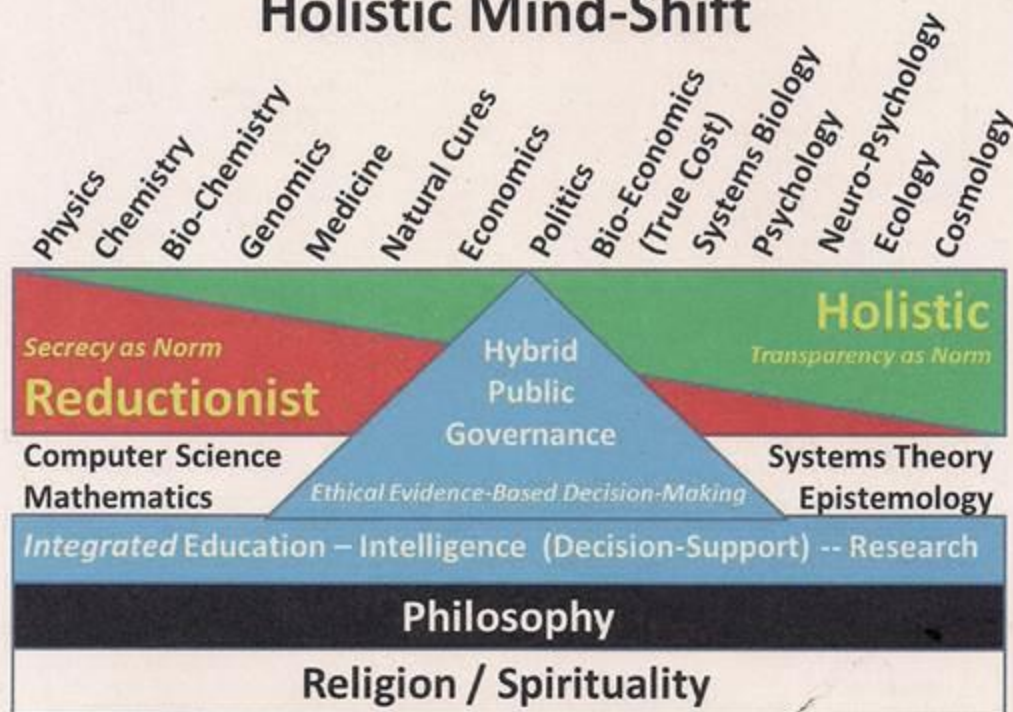 Holistic Mind-Shift
Physics
Chemistry
Bio-Chemistry
Genomics
Medicine
Natural Cures
Economics
Politics
Bio-Economics
(True Cost)
Systems Biology
Psychology
Neuro-Psychology
Ecology
Cosmology
Secrecy as Norm
Reductionist
Hybrid
Public
Governance
Ethical Evidence-Based Decision-Making
Holistic
Transparency as Norm
Computer Science
Mathematics
Systems Theory
Epistemology
Integrated Education – Intelligence (Decision-Support) -- Research
Philosophy
Religion / Spirituality